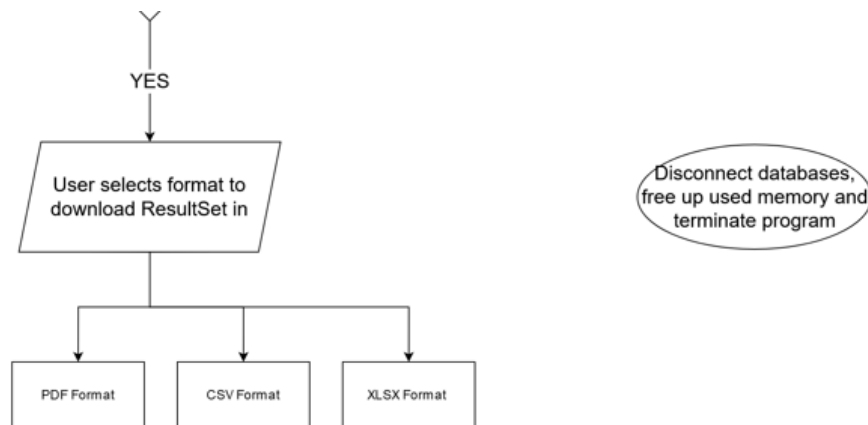 YES
User selects format to
download ResultSet in
Disconnect databases,
free up used memory and
terminate program
PDF Format
CSV Format
XLSX Format